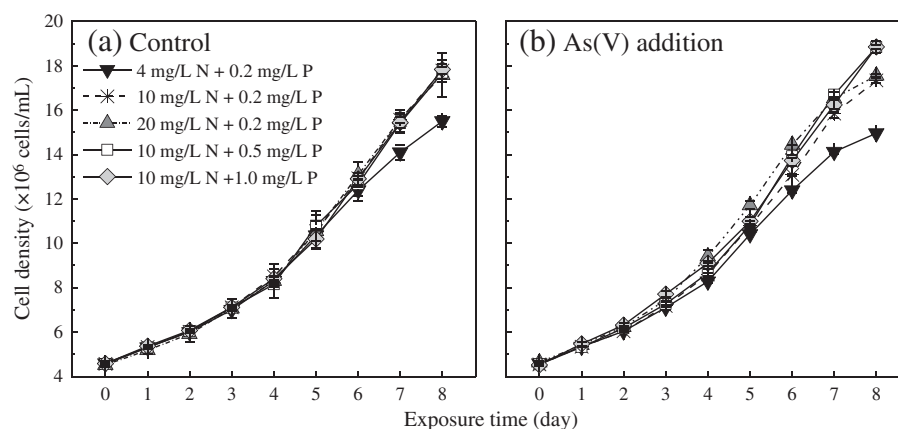 (a) Control
(b) As(V) addition
4 mg/L N + 0.2 mg/L P
10 mg/L N + 0.2 mg/L P
20 mg/L N + 0.2 mg/L P
10 mg/L N + 0.5 mg/L P
10 mg/L N +1.0 mg/L P
Cell density (×10⁶ cells/mL)
20
18
16
14
12
10
8
6
4
0 1 2 3 4 5 6 7 8
0 1 2 3 4 5 6 7 8
Exposure time (day)